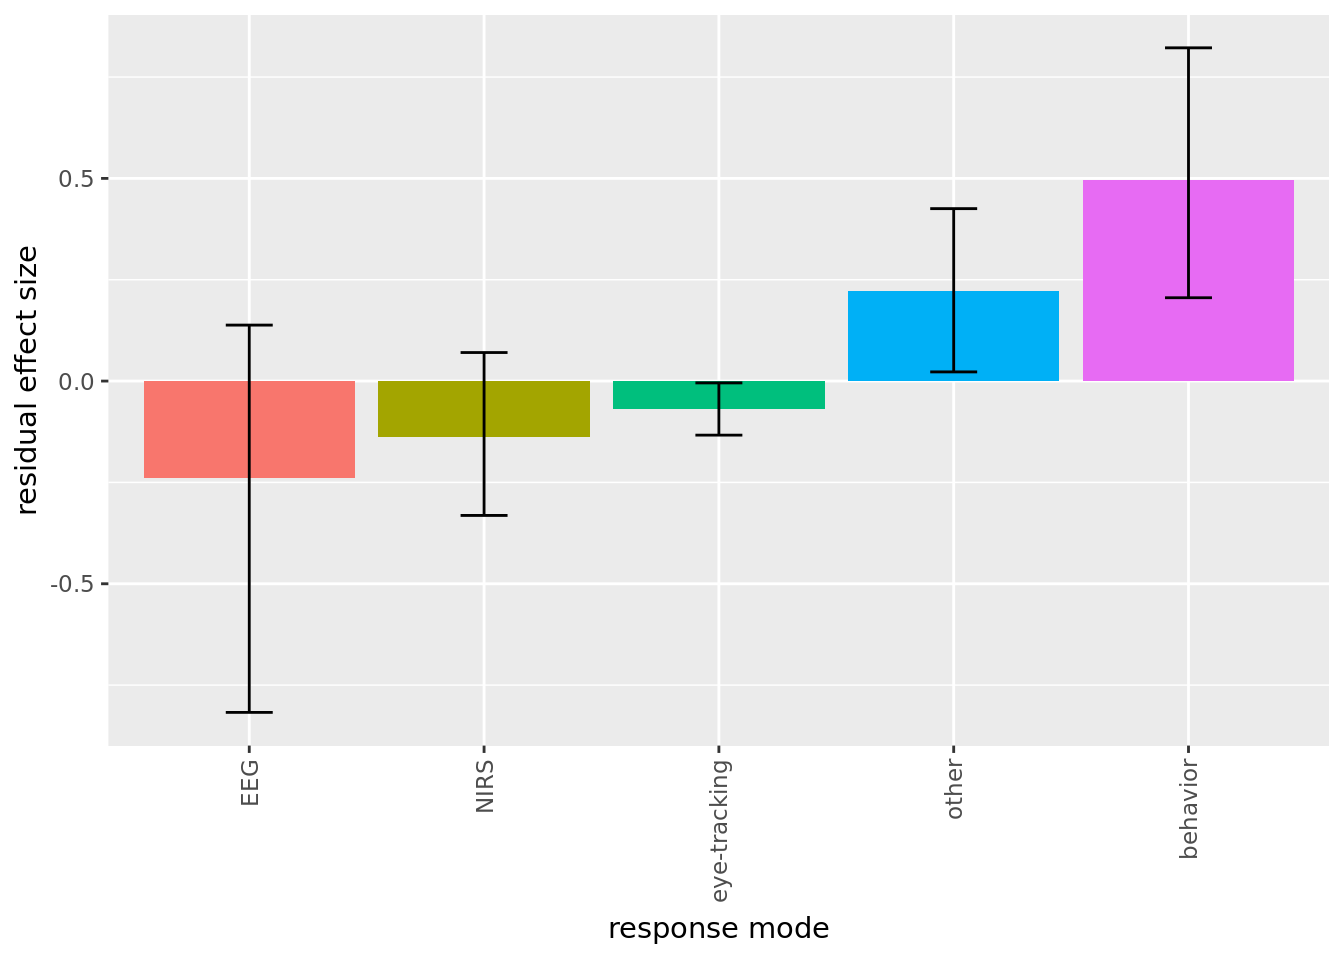 residual effect size
0.5
0.0
-0.5
EEG
NIRS
eye-tracking
other
behavior
response mode